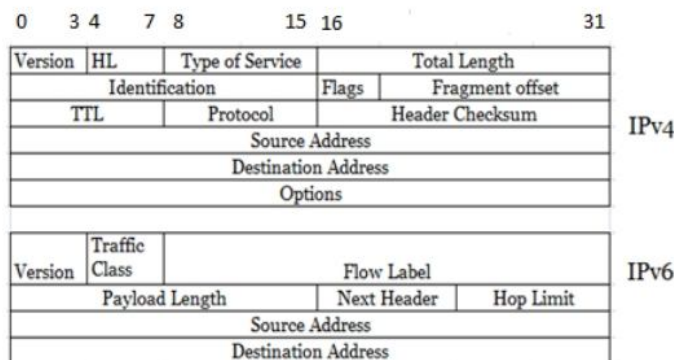 0 3 4 7 8 15 16 31
Version HL Type of Service Total Length
Identification Flags Fragment offset
TTL Protocol Header Checksum
IPv4
Source Address
Destination Address
Options
Traffic
Version Class Flow Label IPv6
Payload Length Next Header Hop Limit
Source Address
Destination Address